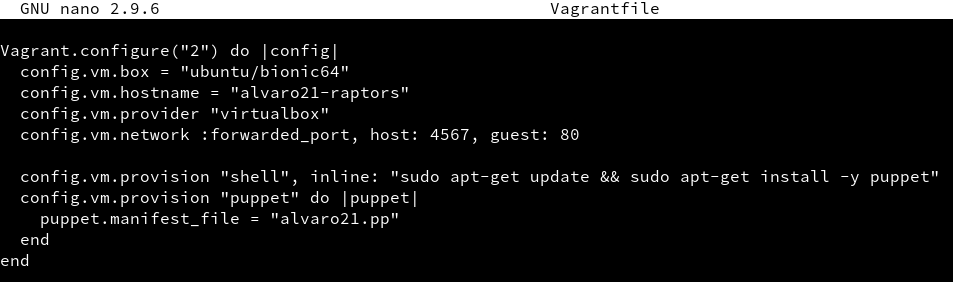 GNU nano 2.9.6 Vagrantfile
Vagrant.configure("2") do |config|
  config.vm.box = "ubuntu/bionic64"
  config.vm.hostname = "alvaro21-raptors"
  config.vm.provider "virtualbox"
  config.vm.network :forwarded_port, host: 4567, guest: 80
  config.vm.provision "shell", inline: "sudo apt-get update && sudo apt-get install -y puppet"
  config.vm.provision "puppet" do |puppet|
    puppet.manifest_file = "alvaro21.pp"
  end
end